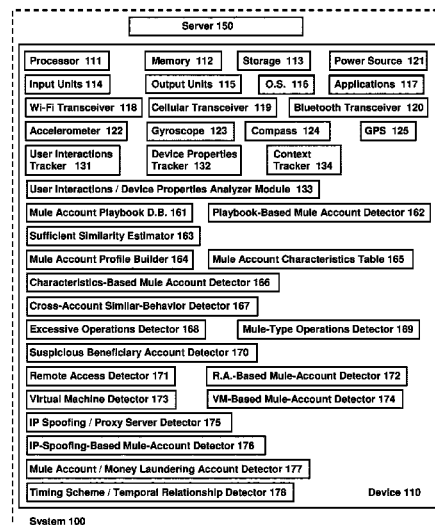 Server 150
Processor 111 Memory 112 Storage 113 Power Source 121
Input Units 114 Output Units 115 O.S. 116 Applications 117
Wi-Fi Transceiver 118 Cellular Transceiver 119 Bluetooth Transceiver 120
Accelerometer 122 Gyroscope 123 Compass 124 GPS 125
User Interactions Tracker 131 Device Properties Tracker 132 Context Tracker 134
User Interactions / Device Properties Analyzer Module 133
Mule Account Playbook D.B. 161 Playbook-Based Mule Account Detector 162
Sufficient Similarity Estimator 163
Mule Account Profile Builder 164 Mule Account Characteristics Table 165
Characteristics-Based Mule Account Detector 166
Cross-Account Similar-Behavior Detector 167
Excessive Operations Detector 168 Mule-Type Operations Detector 169
Suspicious Beneficiary Account Detector 170
Remote Access Detector 171 R.A.-Based Mule-Account Detector 172
Virtual Machine Detector 173 VM-Based Mule-Account Detector 174
IP Spoofing / Proxy Server Detector 175
IP-Spoofing-Based Mule-Account Detector 176
Mule Account / Money Laundering Account Detector 177
Timing Scheme / Temporal Relationship Detector 178 Device 110
System 100